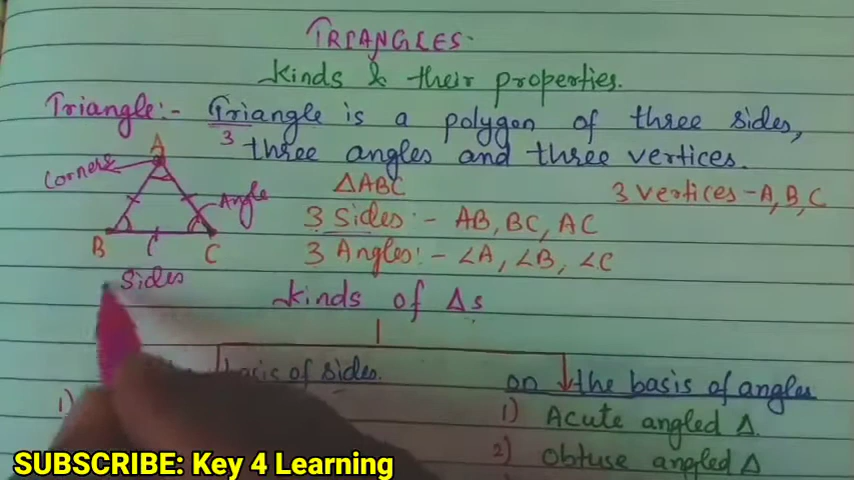 TRIANGLES.
Kinds & their properties.
Triangle:- Triangle is a polygon of three sides,
3 three angles and three vertices.
A
Corners
Angle
B
C
Sides
ΔABC
3 vertices - A, B, C
3 Sides:- AB, BC, AC
3 Angles:- ∠A, ∠B, ∠C
Kinds of Δs
basis of sides.
on the basis of angles
1)
1) Acute angled Δ.
2) Obtuse angled Δ
SUBSCRIBE: Key 4 Learning